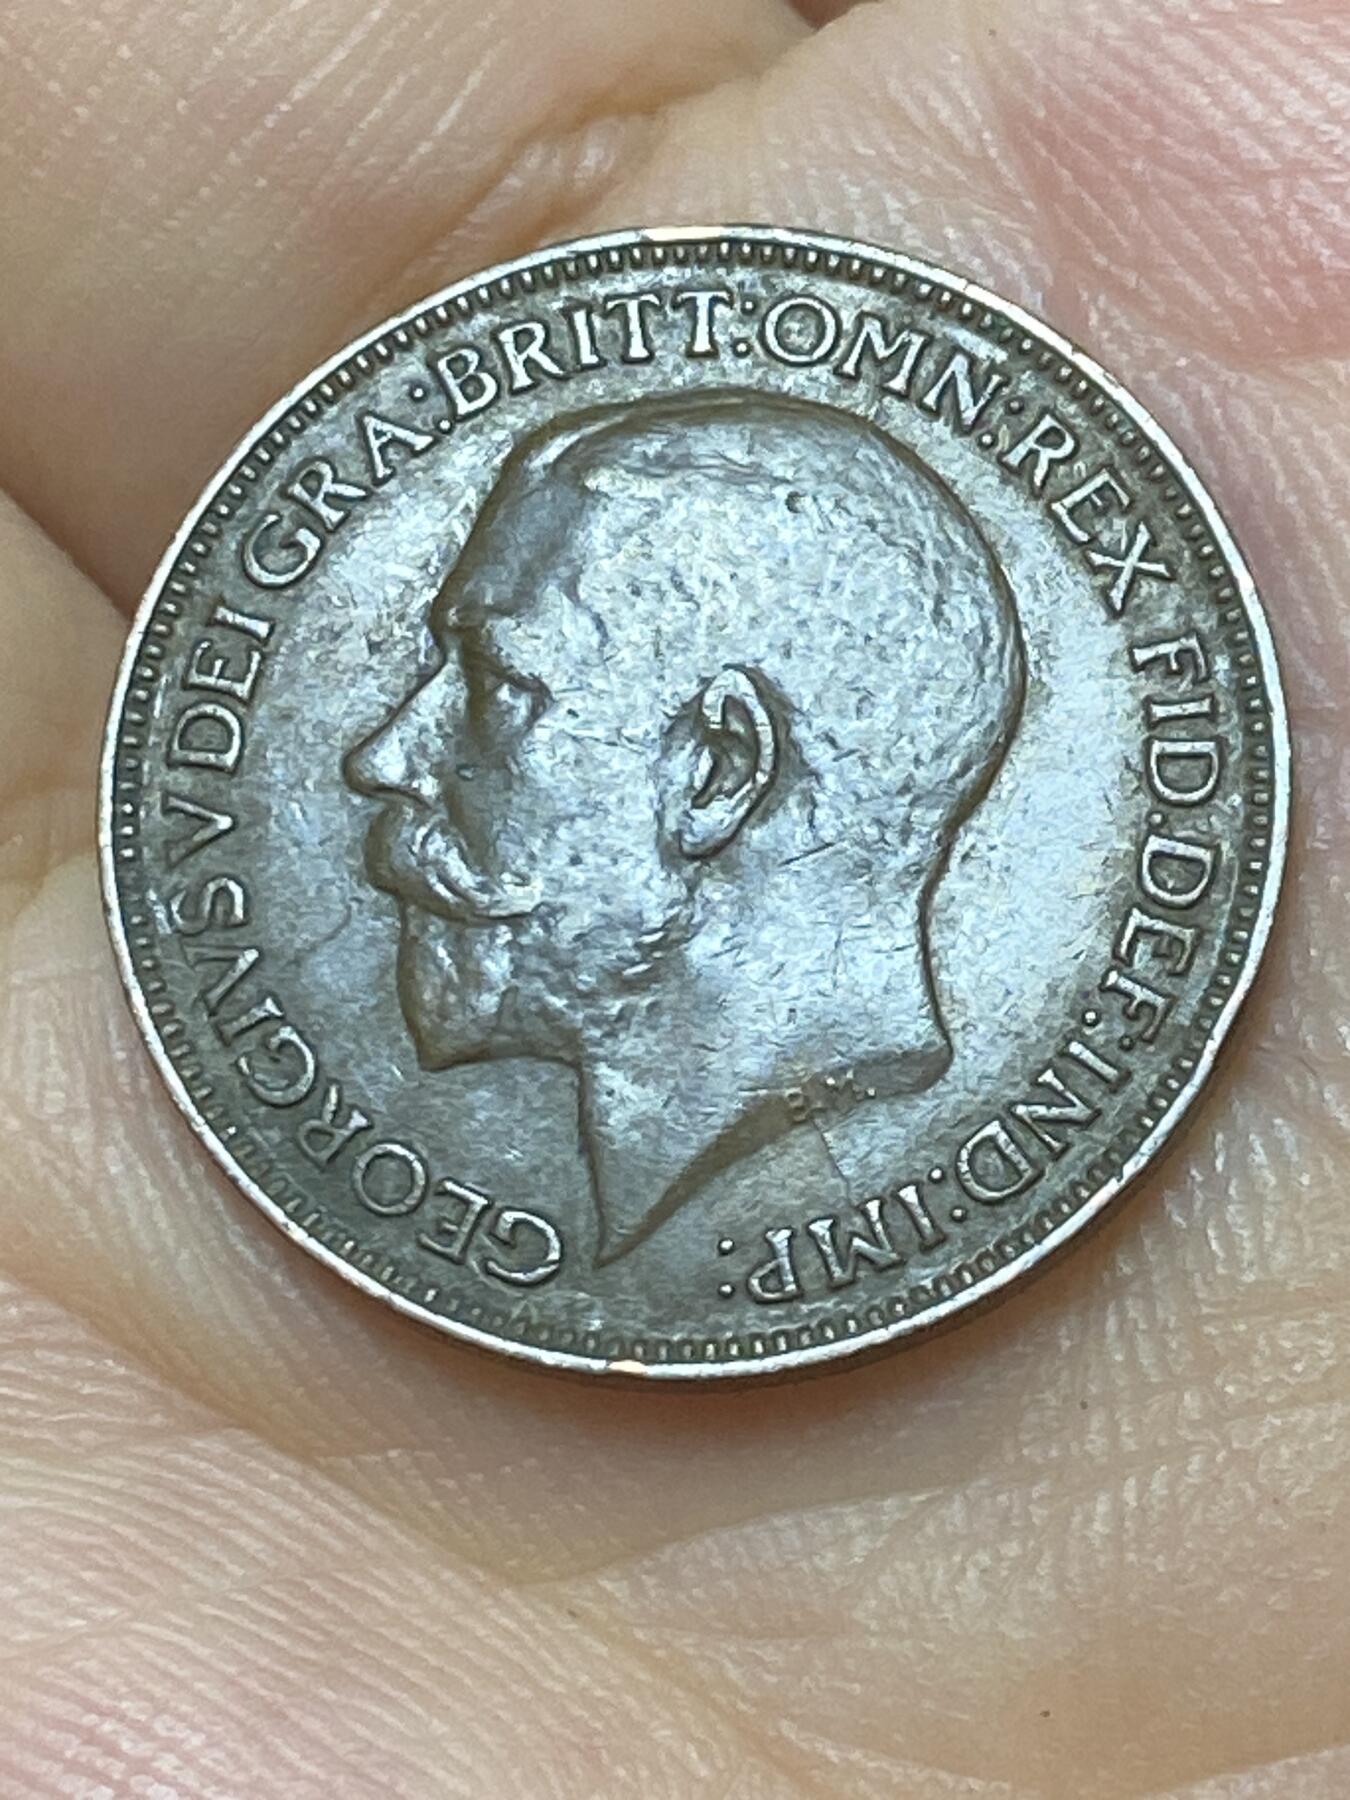 GEORGIVS V DEI GRA:BRITT:OMN:REX FID.DEF.IND:IMP: